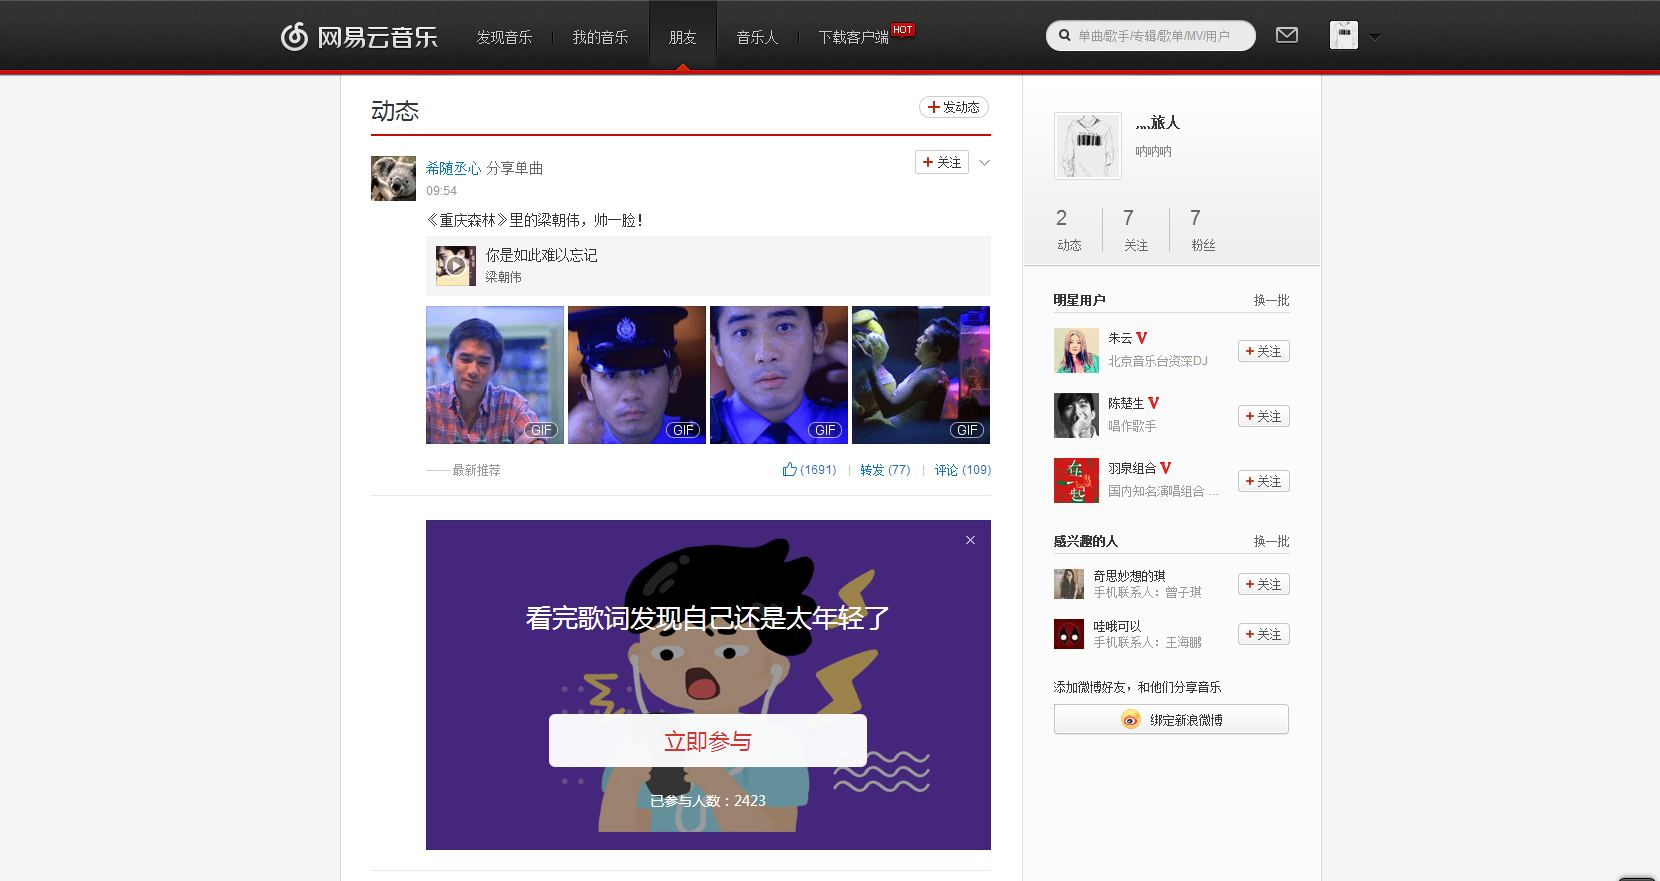 网易云音乐
发现音乐
我的音乐
朋友
音乐人
下载客户端
HOT
单曲/歌手/专辑/歌单/MV/用户
动态
发动态
希随丞心 分享单曲
关注
09:54
《重庆森林》里的梁朝伟，帅一脸！
你是如此难以忘记
梁朝伟
GIF
GIF
GIF
GIF
最新推荐
(1691)
转发 (77)
评论 (109)
看完歌词发现自己还是太年轻了
立即参与
已参与人数：2423
灬旅人
呐呐呐
2
动态
7
关注
7
粉丝
明星用户
换一批
朱云 V
北京音乐台资深DJ
关注
陈楚生 V
唱作歌手
关注
羽泉组合 V
国内知名演唱组合 ...
关注
感兴趣的人
换一批
奇思妙想的琪
手机联系人：曾子琪
关注
哇哦可以
手机联系人：王海鹏
关注
添加微博好友，和他们分享音乐
绑定新浪微博